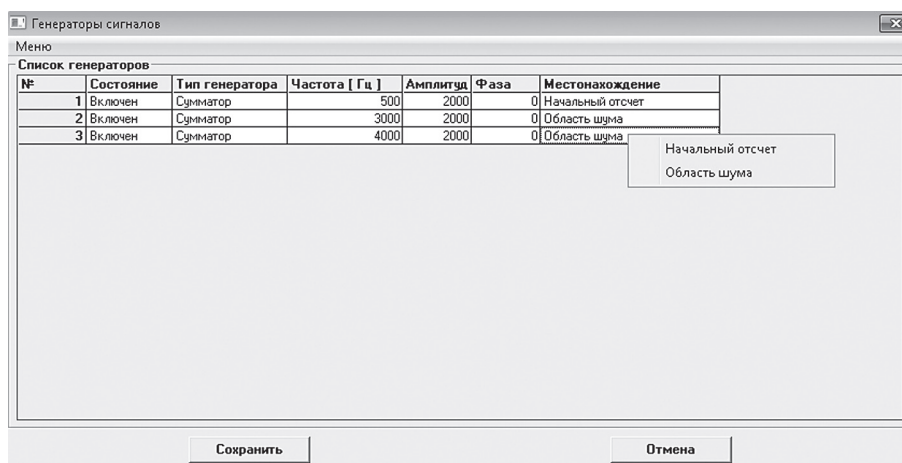 Генераторы сигналов
Меню
Список генераторов
№ Состояние Тип генератора Частота [ Гц ] Амплитуд Фаза Местонахождение
1 Включен Сумматор 500 2000 0 Начальный отсчет
2 Включен Сумматор 3000 2000 0 Область шума
3 Включен Сумматор 4000 2000 0 Область шума
Начальный отсчет
Область шума
Сохранить Отмена